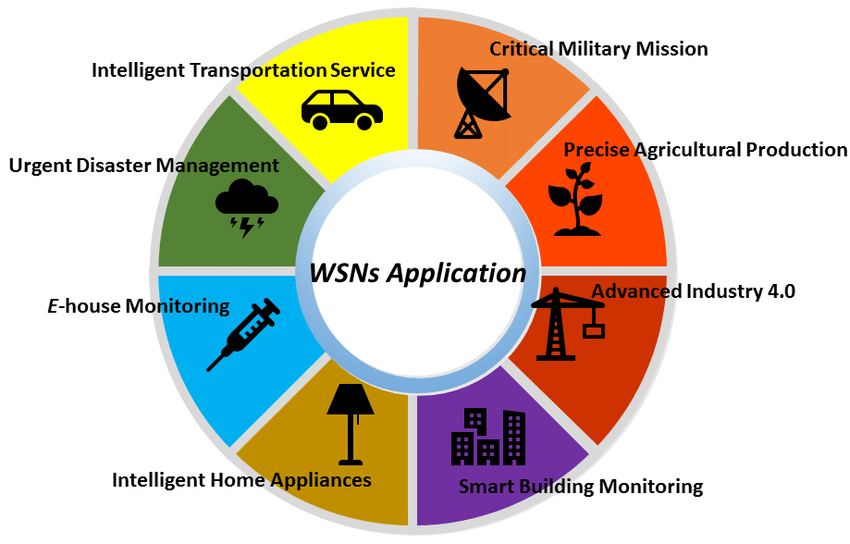 Critical Military Mission
Intelligent Transportation Service
Precise Agricultural Production
Urgent Disaster Management
WSNs Application
Advanced Industry 4.0
E-house Monitoring
Intelligent Home Appliances
Smart Building Monitoring